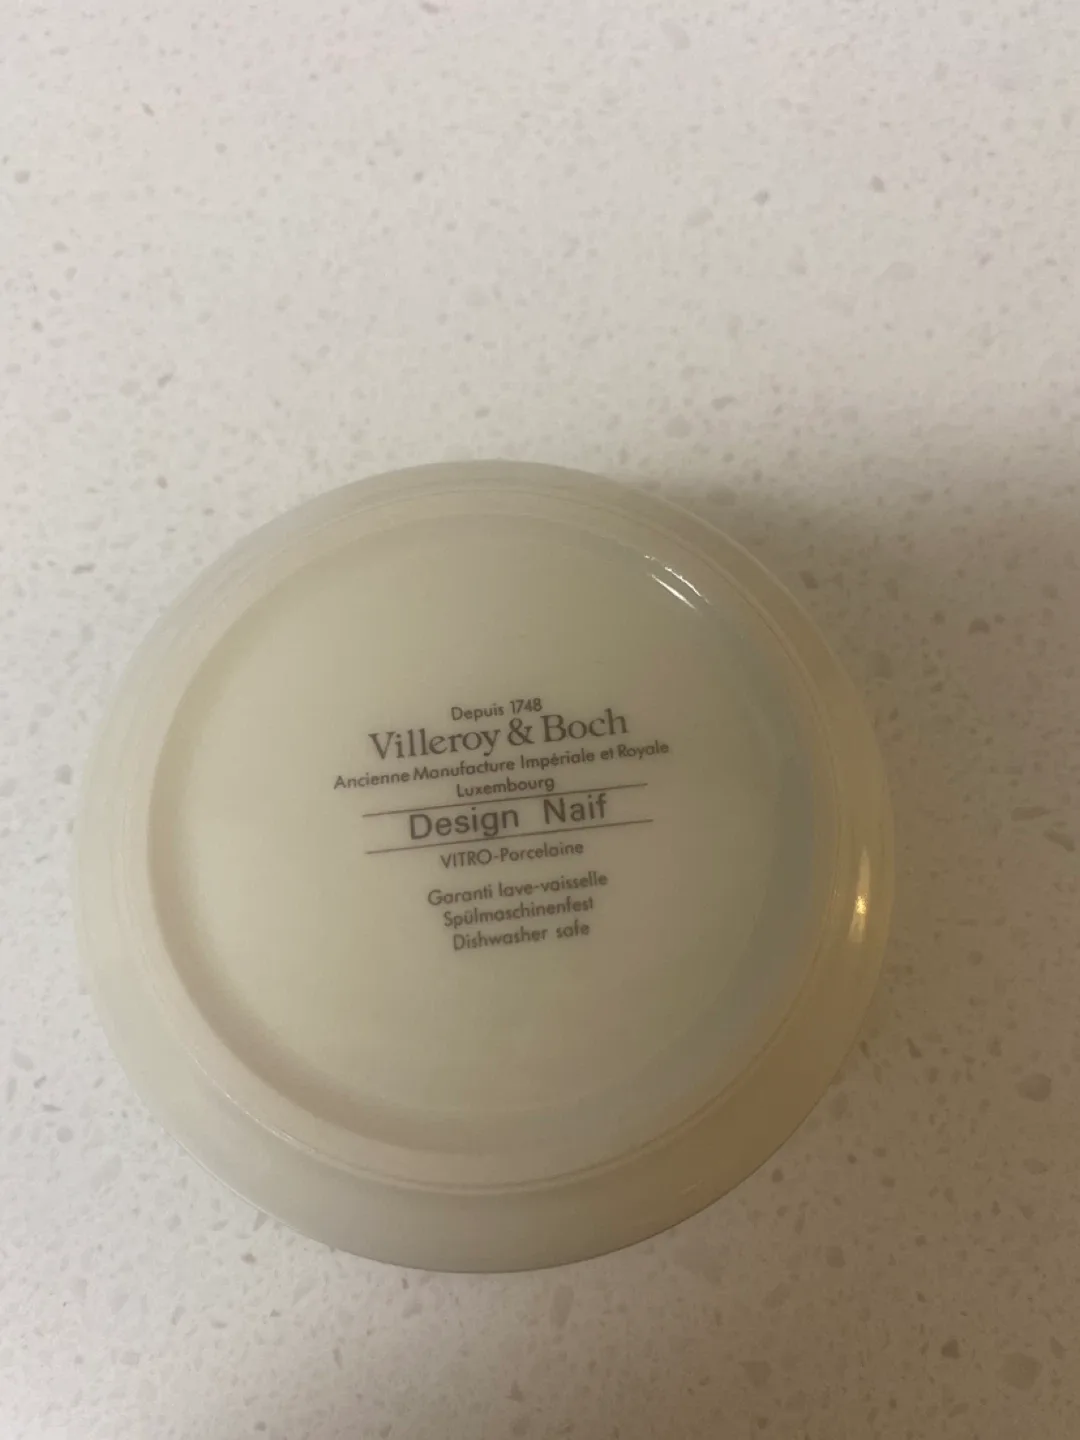 Depuis 1748
Villeroy & Boch
Ancienne Manufacture Impériale et Royale
Luxembourg
Design Naif
VITRO-Porcelaine
Garanti lave-vaisselle
Spülmaschinenfest
Dishwasher safe